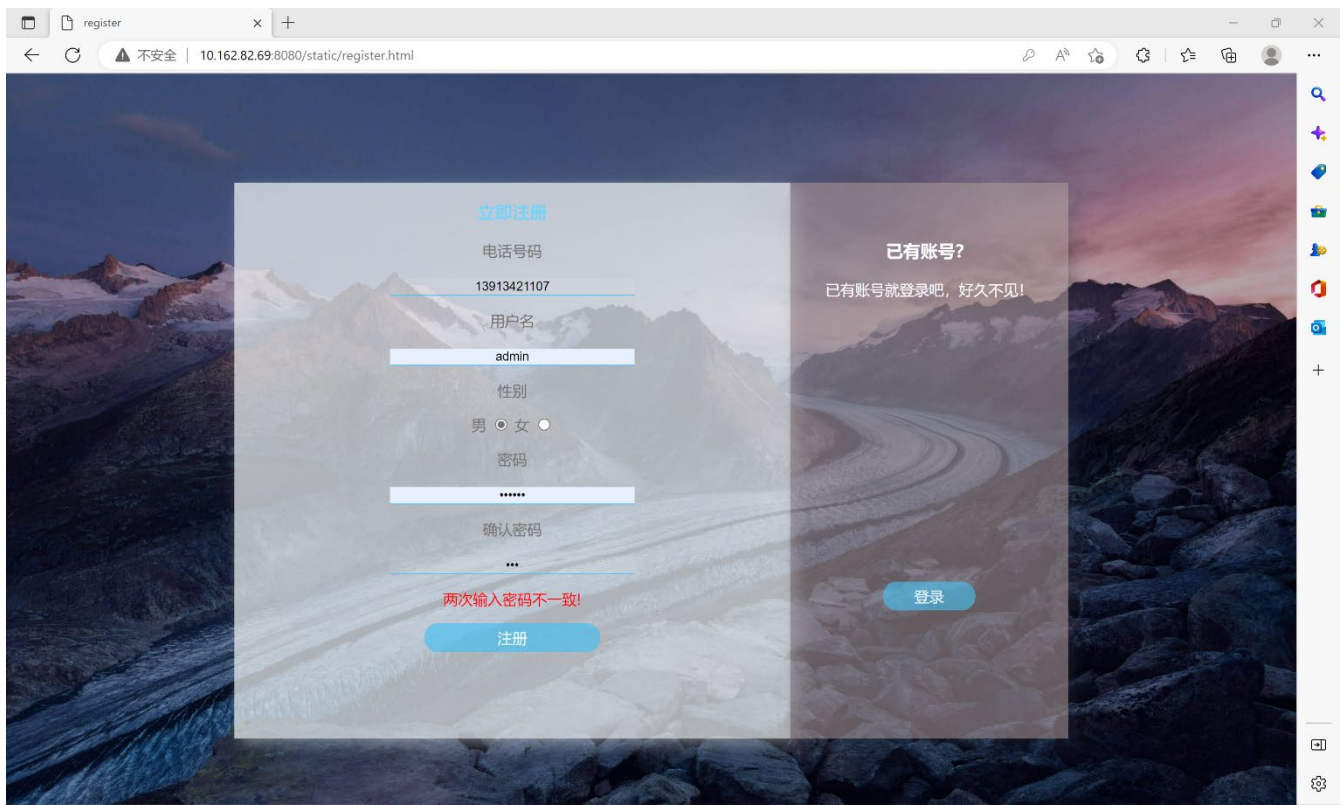 register
不安全
10.162.82.69:8080/static/register.html
立即注册
电话号码
13913421107
用户名
admin
性别
男 女
密码
••••••
确认密码
•••
两次输入密码不一致!
注册
已有账号?
已有账号就登录吧，好久不见!
登录